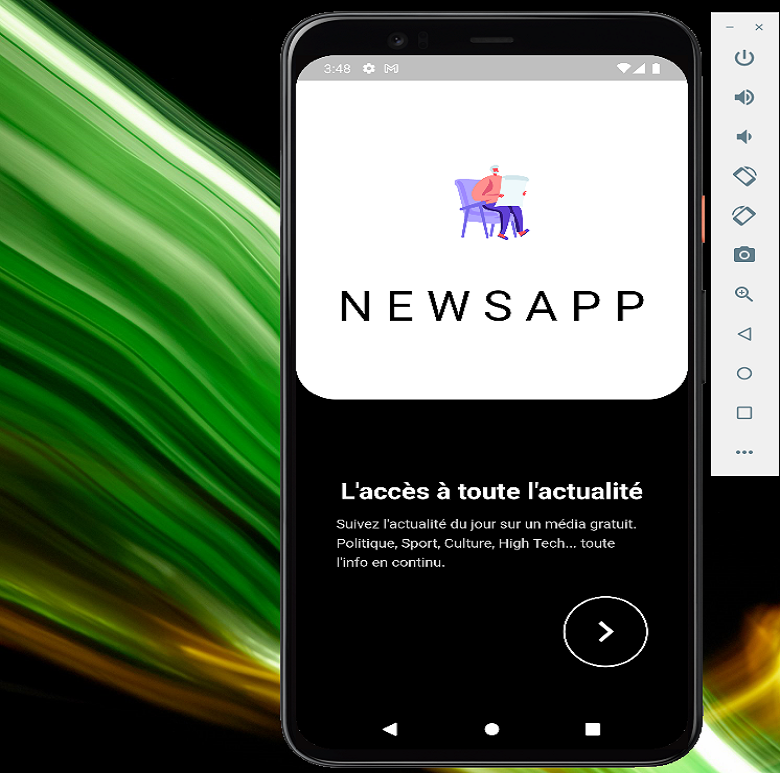 3:48
NEWSAPP
L'accès à toute l'actualité
Suivez l'actualité du jour sur un média gratuit.
Politique, Sport, Culture, High Tech... toute
l'info en continu.